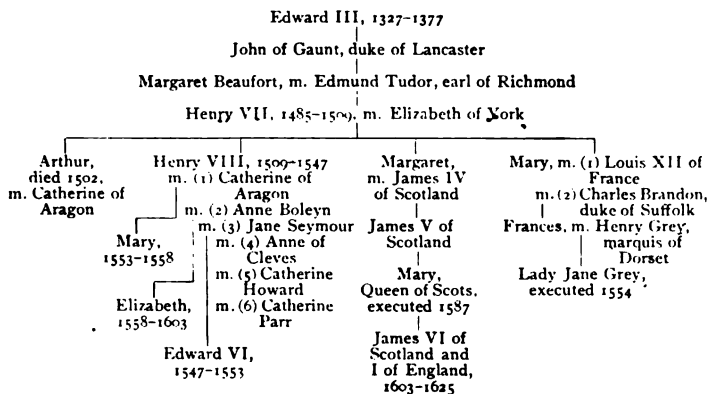 Edward III, 1327-1377
John of Gaunt, duke of Lancaster
Margaret Beaufort, m. Edmund Tudor, earl of Richmond
Henry VII, 1485-1509, m. Elizabeth of York
Arthur,
died 1502,
m. Catherine of
Aragon
Henry VIII, 1509-1547
m. (1) Catherine of
Aragon
m. (2) Anne Boleyn
m. (3) Jane Seymour
m. (4) Anne of
Cleves
m. (5) Catherine
Howard
m. (6) Catherine
Parr
Mary,
1553-1558
Elizabeth,
1558-1603
Edward VI,
1547-1553
Margaret,
m. James IV
of Scotland
James V of
Scotland
Mary,
Queen of Scots,
executed 1587
James VI of
Scotland and
I of England,
1603-1625
Mary, m. (1) Louis XII of
France
m. (2) Charles Brandon,
duke of Suffolk
Frances, m. Henry Grey,
marquis of
Dorset
Lady Jane Grey,
executed 1554